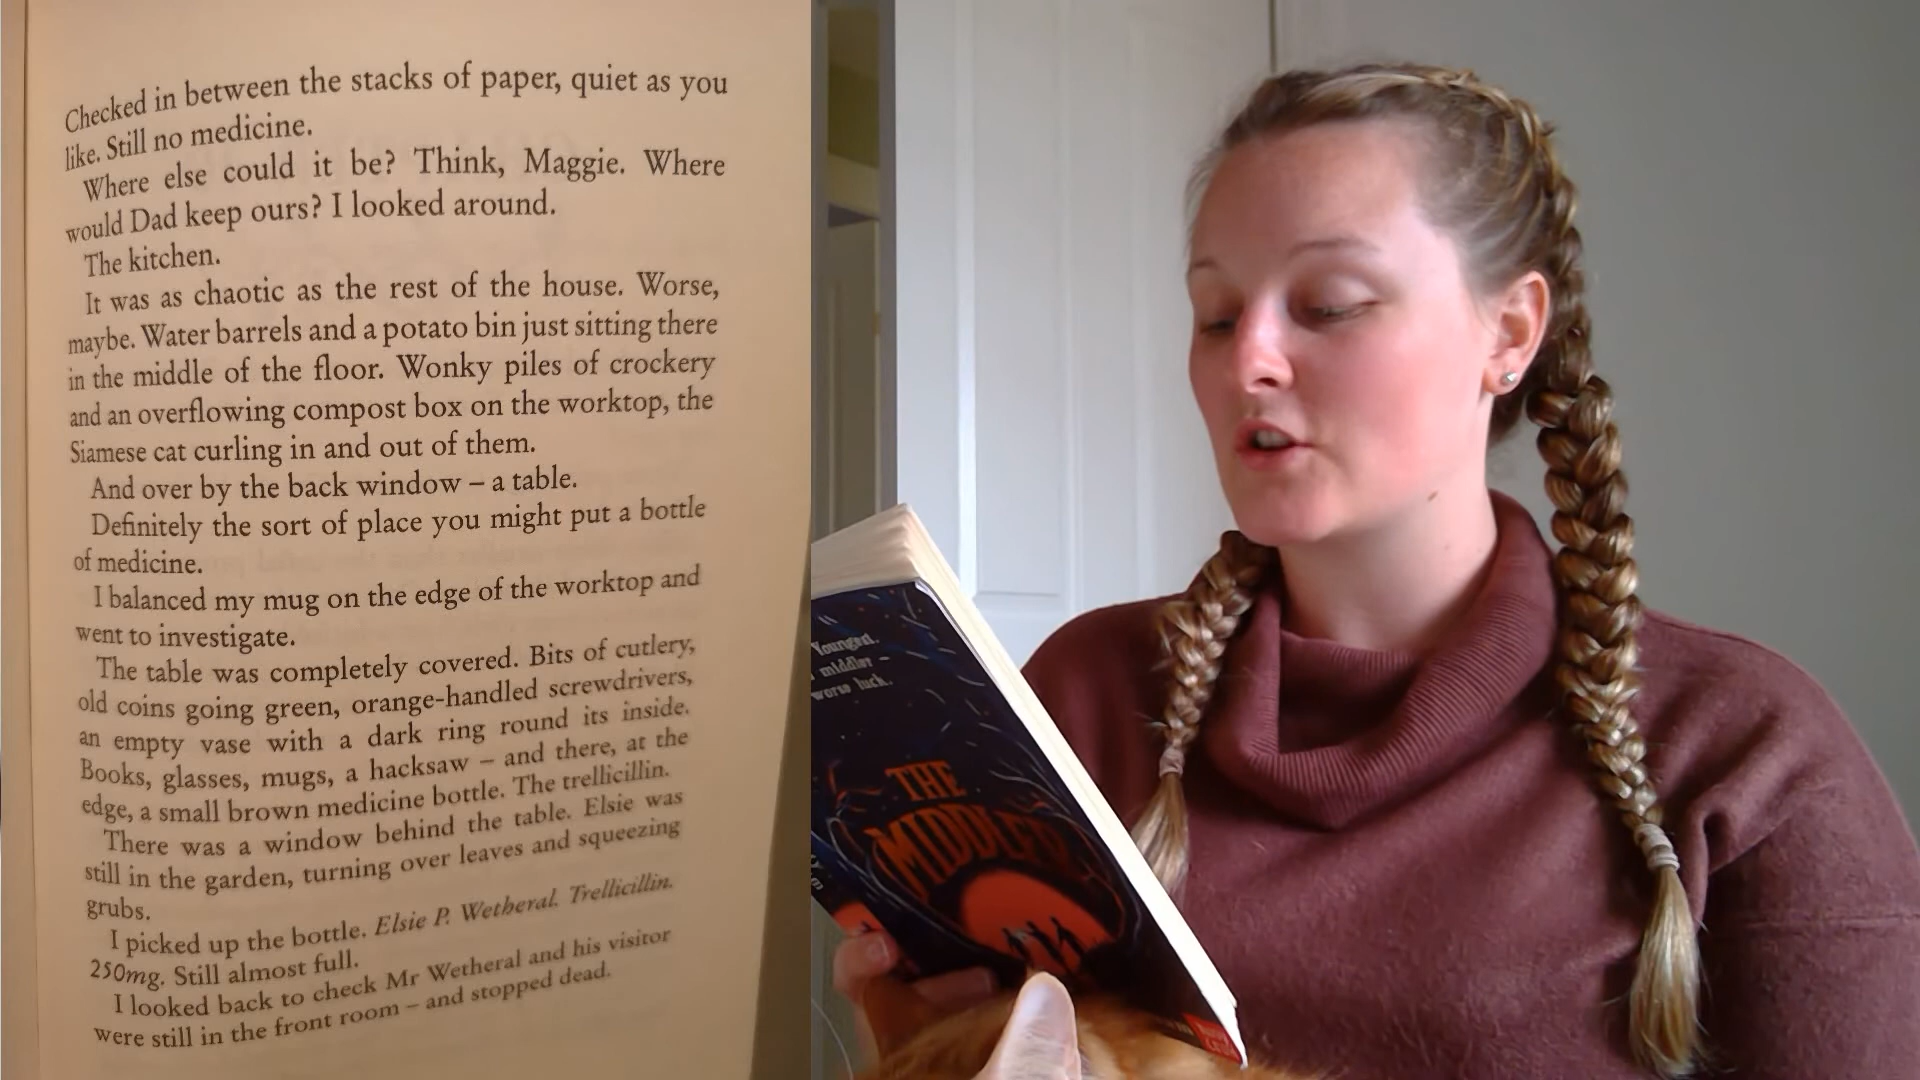 Checked in between the stacks of paper, quiet as you
like. Still no medicine.
Where else could it be? Think, Maggie. Where
would Dad keep ours? I looked around.
The kitchen.
It was as chaotic as the rest of the house. Worse,
maybe. Water barrels and a potato bin just sitting there
in the middle of the floor. Wonky piles of crockery
and an overflowing compost box on the worktop, the
Siamese cat curling in and out of them.
And over by the back window – a table.
Definitely the sort of place you might put a bottle
of medicine.
I balanced my mug on the edge of the worktop and
went to investigate.
The table was completely covered. Bits of cutlery,
old coins going green, orange-handled screwdrivers,
an empty vase with a dark ring round its inside.
Books, glasses, mugs, a hacksaw – and there, at the
edge, a small brown medicine bottle. The trellicillin.
There was a window behind the table. Elsie was
still in the garden, turning over leaves and squeezing
grubs.
I picked up the bottle. Elsie P. Wetheral. Trellicillin.
250mg. Still almost full.
I looked back to check Mr Wetheral and his visitor
were still in the front room – and stopped dead.
Youngest.
middler –
worse luck.
THE